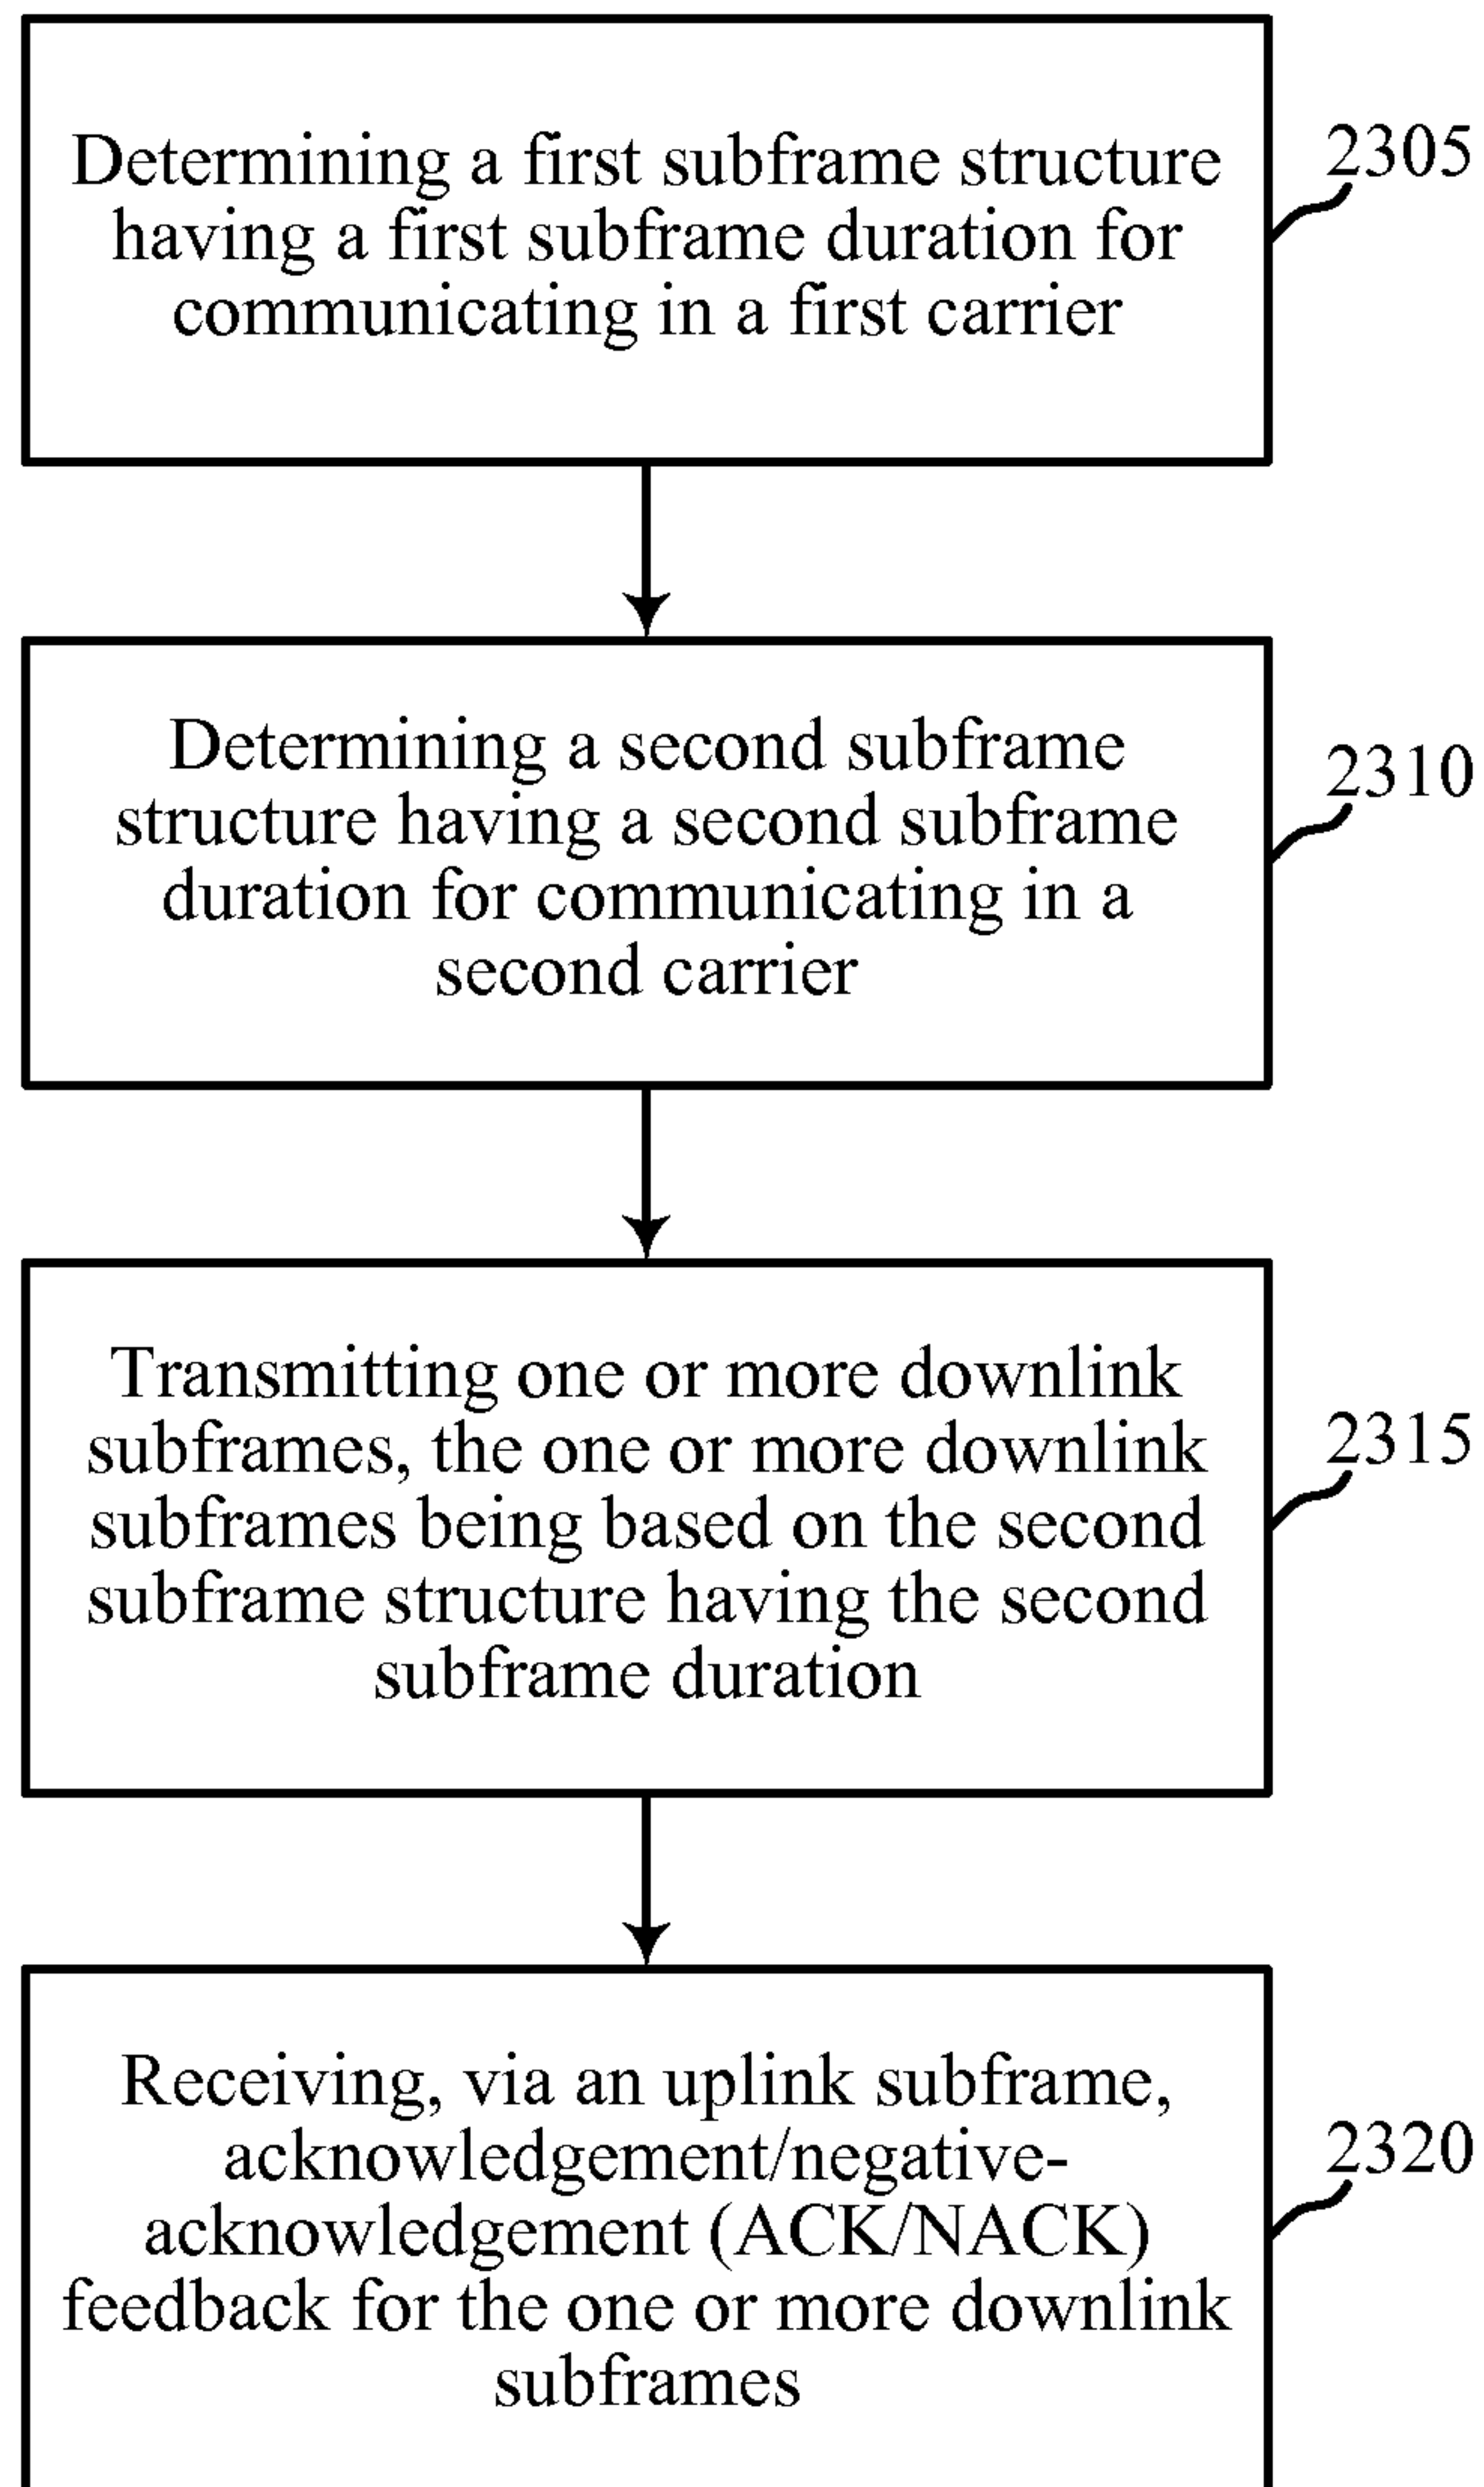 Determining a first subframe structure
having a first subframe duration for
communicating in a first carrier
2305
Determining a second subframe
structure having a second subframe
duration for communicating in a
second carrier
2310
Transmitting one or more downlink
subframes, the one or more downlink
subframes being based on the second
subframe structure having the second
subframe duration
2315
Receiving, via an uplink subframe,
acknowledgement/negative-
acknowledgement (ACK/NACK)
feedback for the one or more downlink
subframes
2320